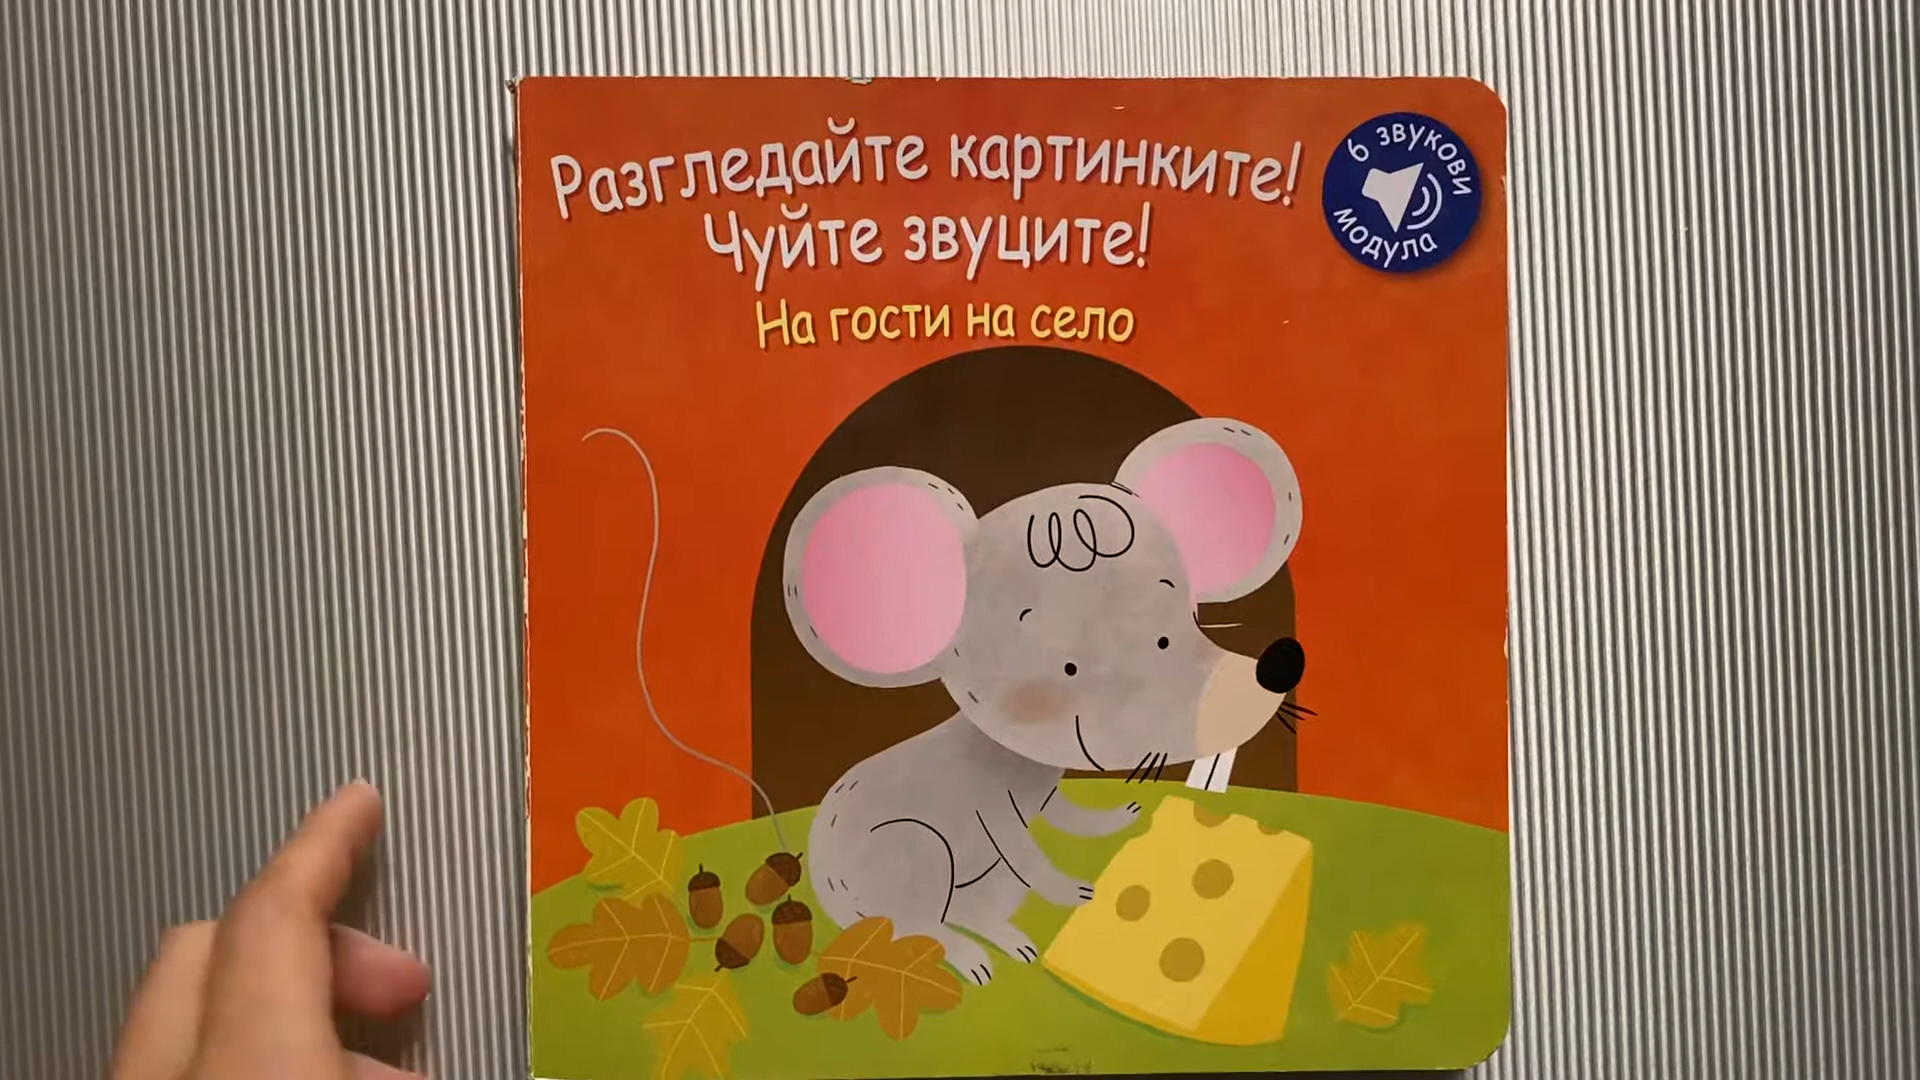 Разгледайте картинките!
Чуйте звуците!
На гости на село
6 звукови
модула